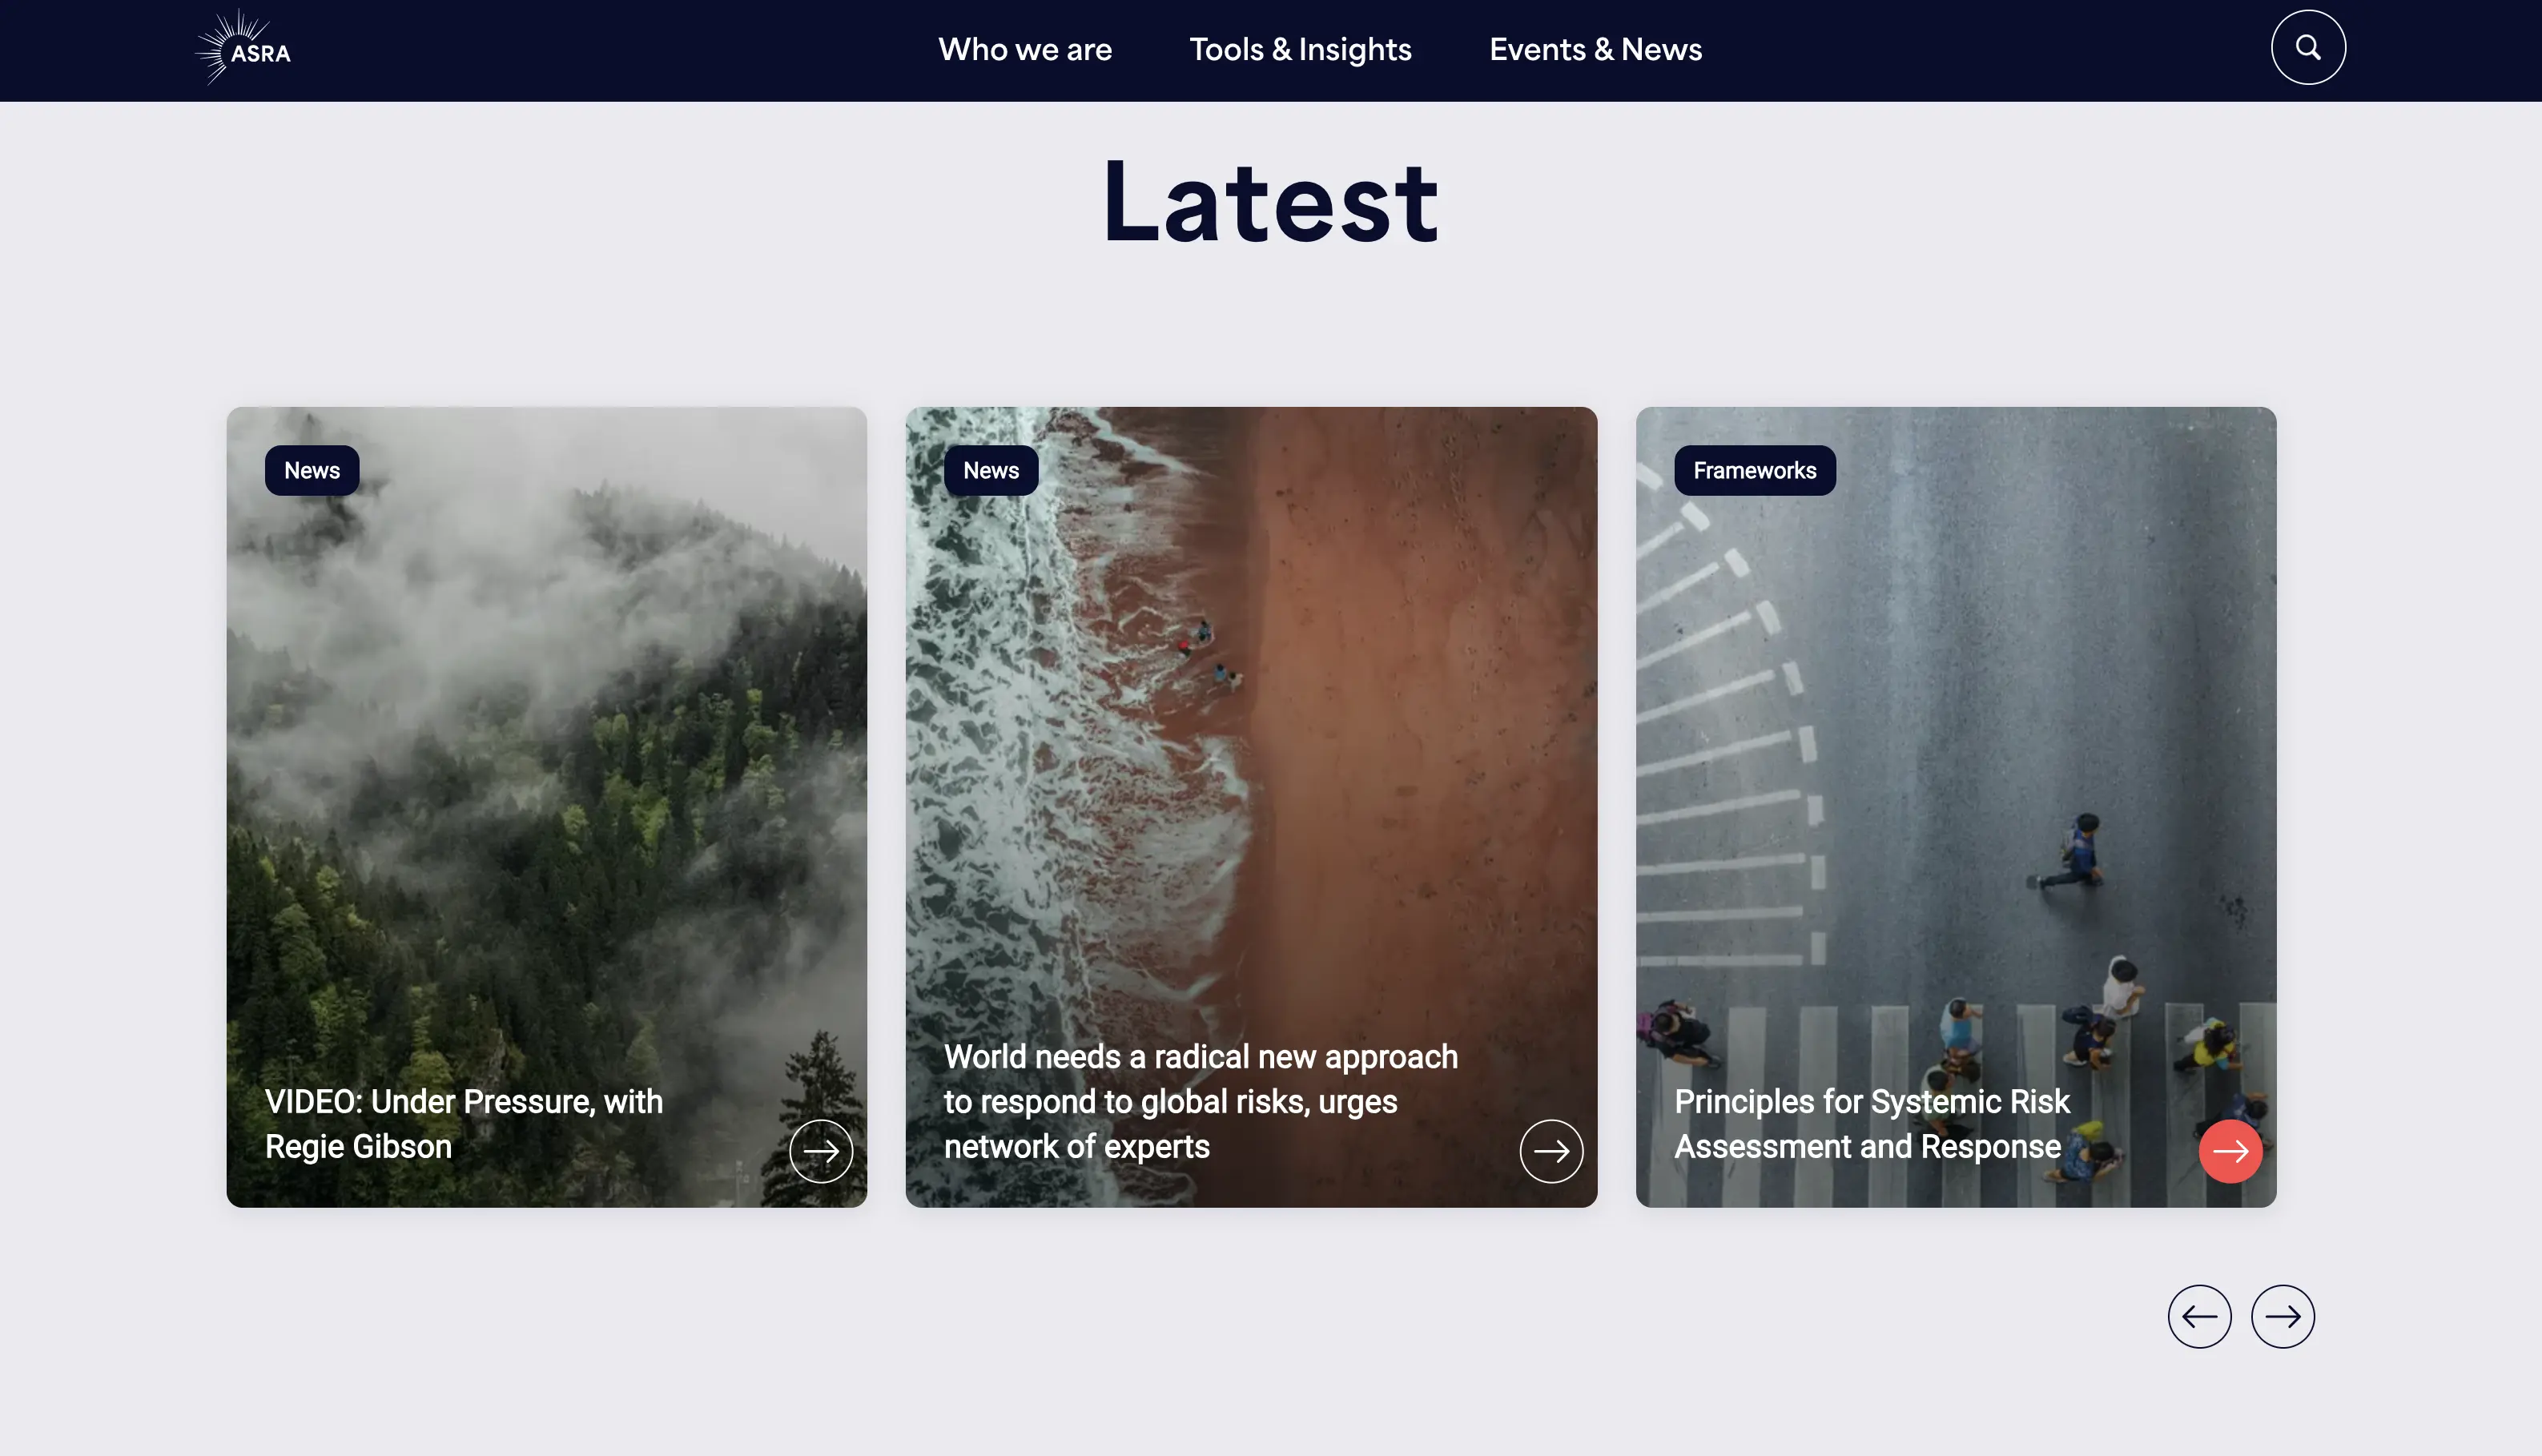 ASRA
Who we are
Tools & Insights
Events & News
Latest
News
VIDEO: Under Pressure, with
Regie Gibson
News
World needs a radical new approach
to respond to global risks, urges
network of experts
Frameworks
Principles for Systemic Risk
Assessment and Response